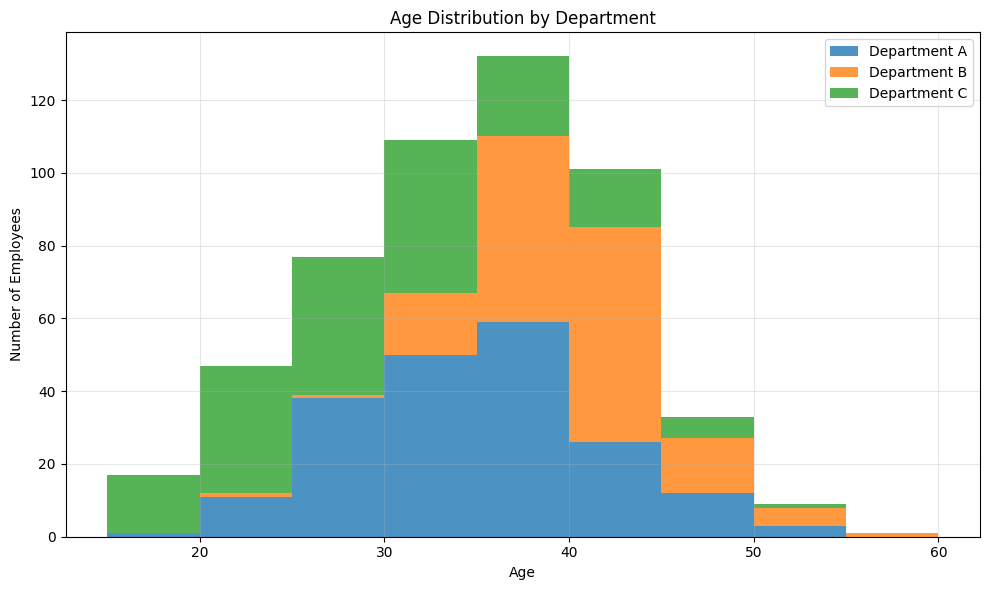 Age Distribution by Department
Department A
Department B
Department C
Number of Employees
120
100
80
60
40
20
0
20 30 40 50 60
Age